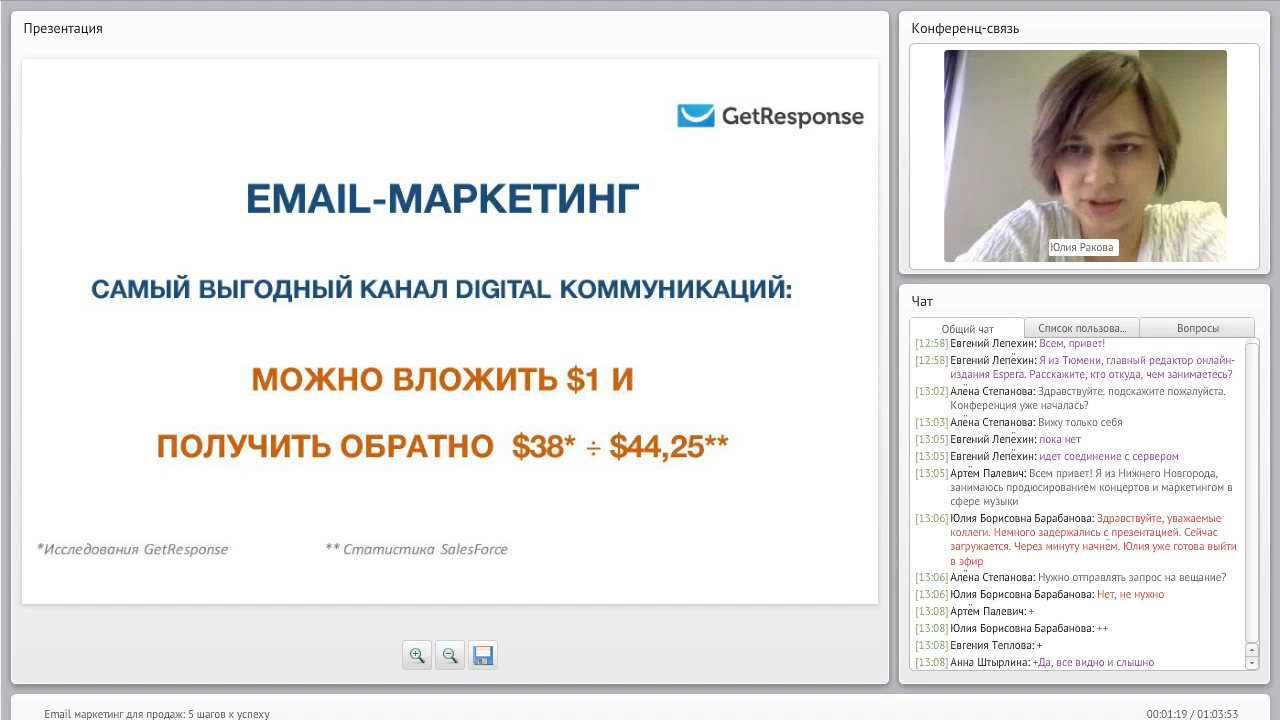 Презентация
GetResponse
EMAIL-МАРКЕТИНГ
САМЫЙ ВЫГОДНЫЙ КАНАЛ DIGITAL КОММУНИКАЦИЙ:
МОЖНО ВЛОЖИТЬ $1 И
ПОЛУЧИТЬ ОБРАТНО $38* ÷ $44,25**
*Исследования GetResponse
** Статистика SalesForce
Конференц-связь
Юлия Ракова
Чат
Общий чат
Список пользова...
Вопросы
[12:58] Евгений Лепёхин: Всем, привет!
[12:58] Евгений Лепёхин: Я из Тюмени, главный редактор онлайн-
издания Espera. Расскажите, кто откуда, чем занимаетесь?
[13:02] Алёна Степанова: Здравствуйте. подскажите пожалуйста.
Конференция уже началась?
[13:03] Алёна Степанова: Вижу только себя
[13:05] Евгений Лепёхин: пока нет
[13:05] Евгений Лепёхин: идет соединение с сервером
[13:05] Артём Палевич: Всем привет! Я из Нижнего Новгорода,
занимаюсь продюсированием концертов и маркетингом в
сфере музыки
[13:06] Юлия Борисовна Барабанова: Здравствуйте, уважаемые
коллеги. Немного задержались с презентацией. Сейчас
загружается. Через минуту начнём. Юлия уже готова выйти
в эфир
[13:06] Алёна Степанова: Нужно отправлять запрос на вещание?
[13:06] Юлия Борисовна Барабанова: Нет, не нужно
[13:08] Артём Палевич: +
[13:08] Юлия Борисовна Барабанова: ++
[13:08] Евгения Теплова: +
[13:08] Анна Штырлина: +Да, все видно и слышно
Email маркетинг для продаж: 5 шагов к успеху
00:01:19 / 01:03:53